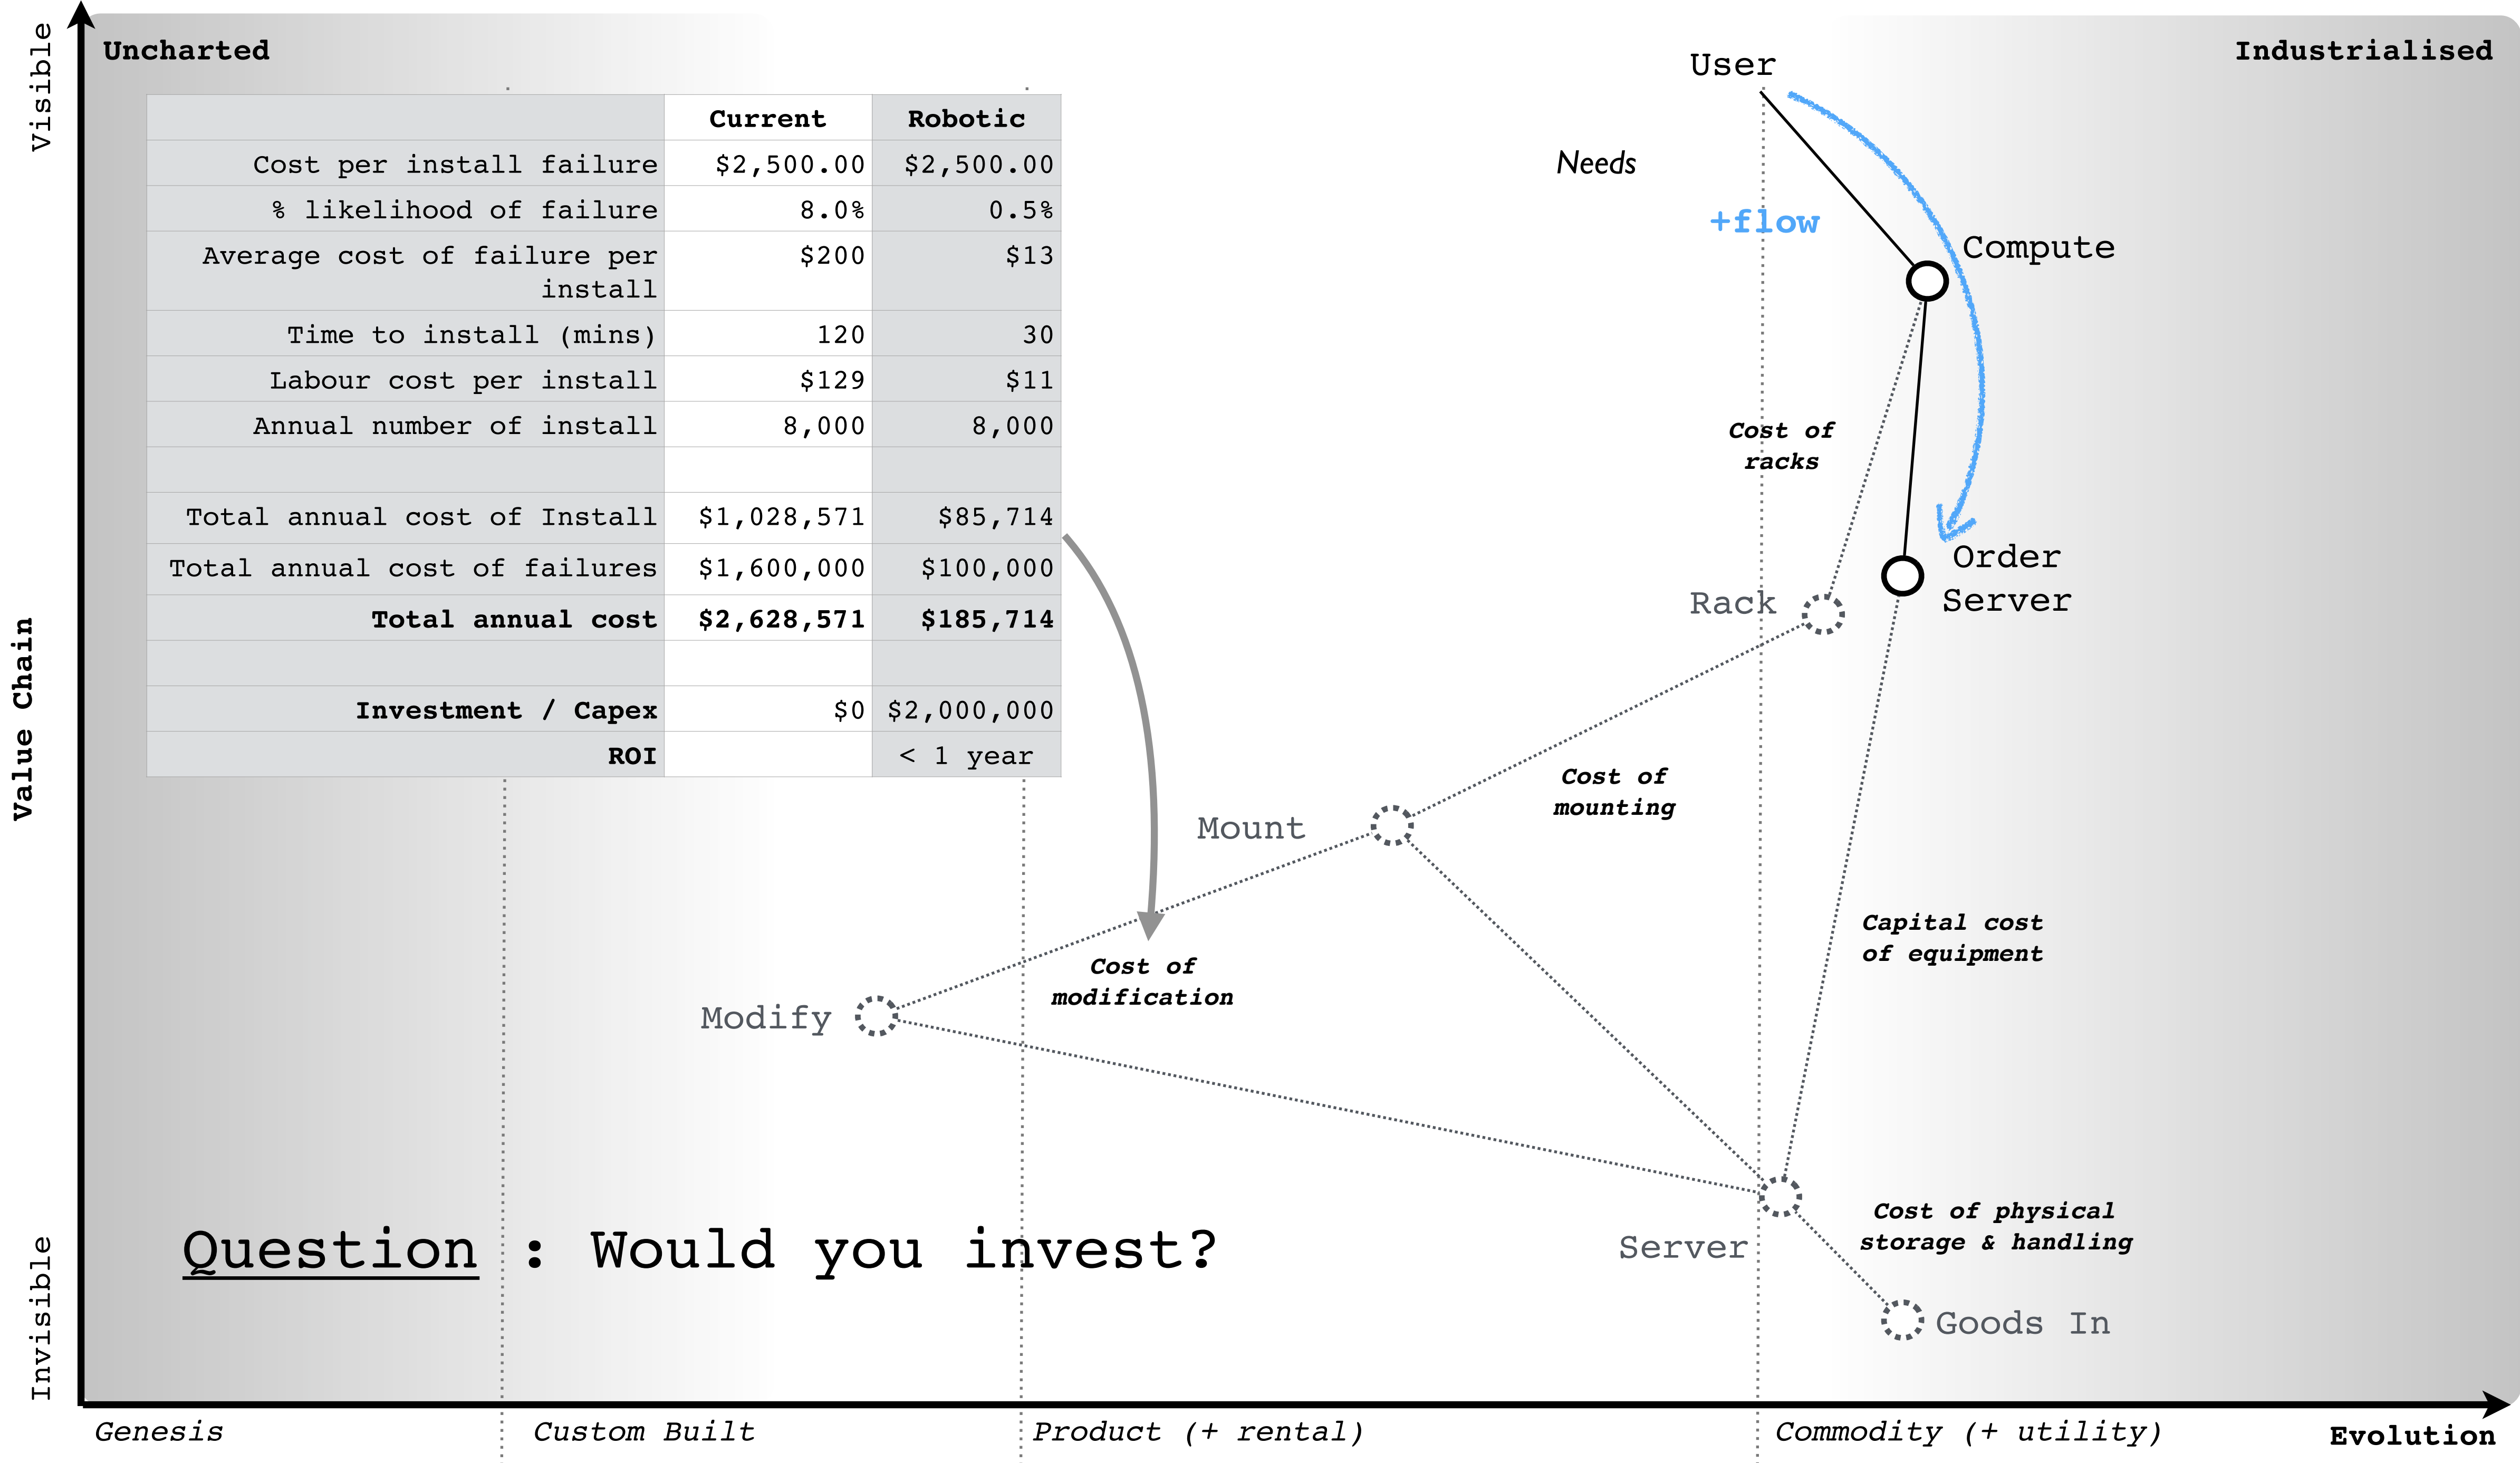 Visible
Uncharted
User
Industrialised
Current Robotic
Cost per install failure $2,500.00 $2,500.00
% likelihood of failure 8.0% 0.5%
Average cost of failure per $200 $13
install
Time to install (mins) 120 30
Labour cost per install $129 $11
Annual number of install 8,000 8,000
Total annual cost of Install $1,028,571 $85,714
Total annual cost of failures $1,600,000 $100,000
Total annual cost $2,628,571 $185,714
Investment / Capex $0 $2,000,000
ROI < 1 year
Needs
+flow
Compute
Cost of
racks
Order
Server
Rack
Value Chain
Cost of
mounting
Mount
Capital cost
of equipment
Cost of
modification
Modify
Cost of physical
storage & handling
Server
Question : Would you invest?
Goods In
Invisible
Genesis
Custom Built
Product (+ rental)
Commodity (+ utility)
Evolution